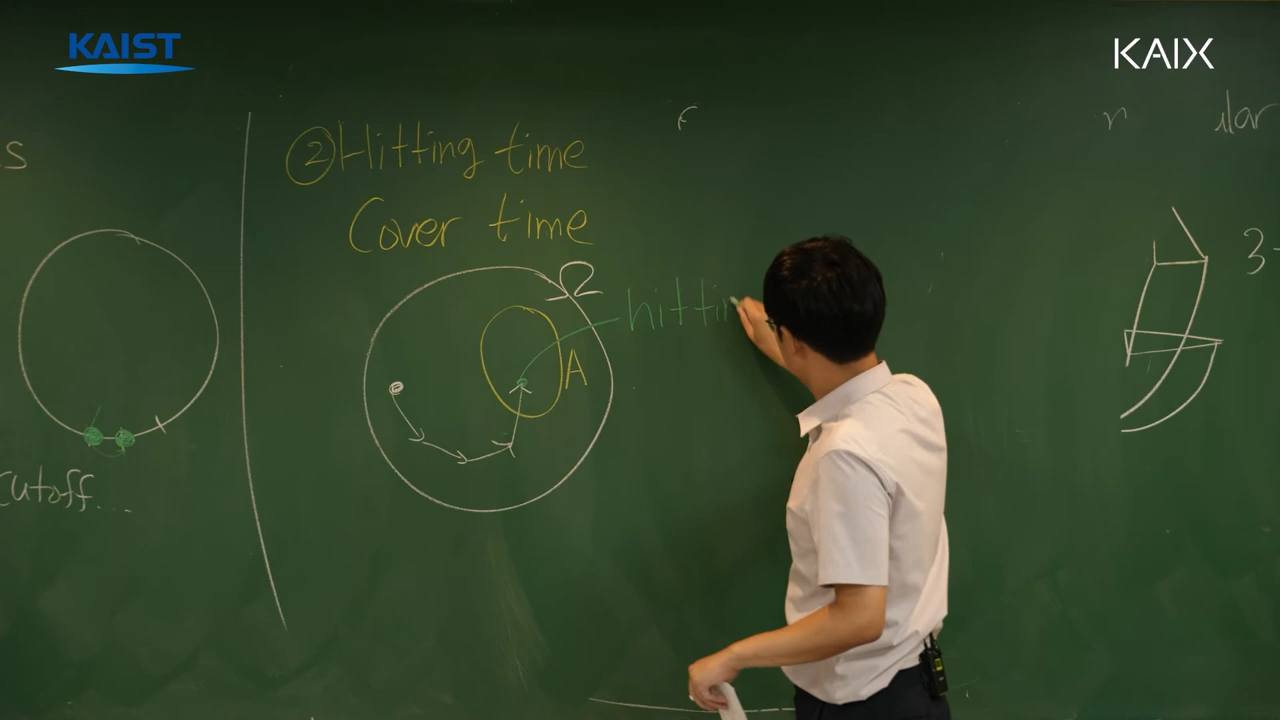 KAIST
KAIX
s
② Hitting time
Cover time
Ω
hittin
A
3
cutoff...